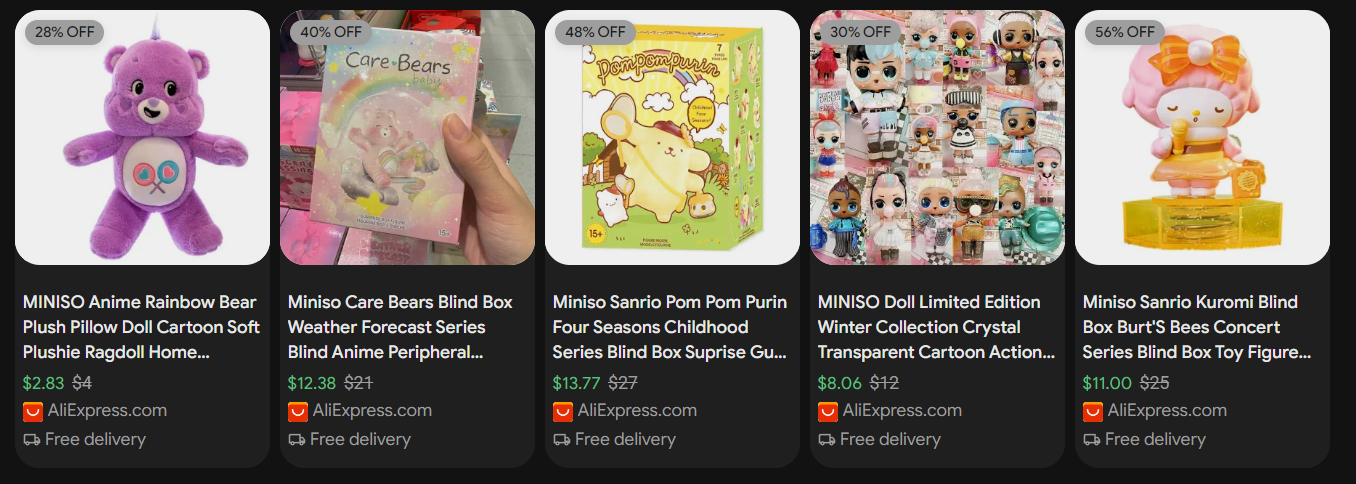 28% OFF
MINISO Anime Rainbow Bear
Plush Pillow Doll Cartoon Soft
Plushie Ragdoll Home...
$2.83 $4
AliExpress.com
Free delivery
40% OFF
Care Bears
baby
15+
Miniso Care Bears Blind Box
Weather Forecast Series
Blind Anime Peripheral...
$12.38 $21
AliExpress.com
Free delivery
48% OFF
7
Pompompurin
Childhood
Four
Seasons
15+
Miniso Sanrio Pom Pom Purin
Four Seasons Childhood
Series Blind Box Suprise Gu...
$13.77 $27
AliExpress.com
Free delivery
30% OFF
MINISO Doll Limited Edition
Winter Collection Crystal
Transparent Cartoon Action...
$8.06 $12
AliExpress.com
Free delivery
56% OFF
Miniso Sanrio Kuromi Blind
Box Burt'S Bees Concert
Series Blind Box Toy Figure...
$11.00 $25
AliExpress.com
Free delivery